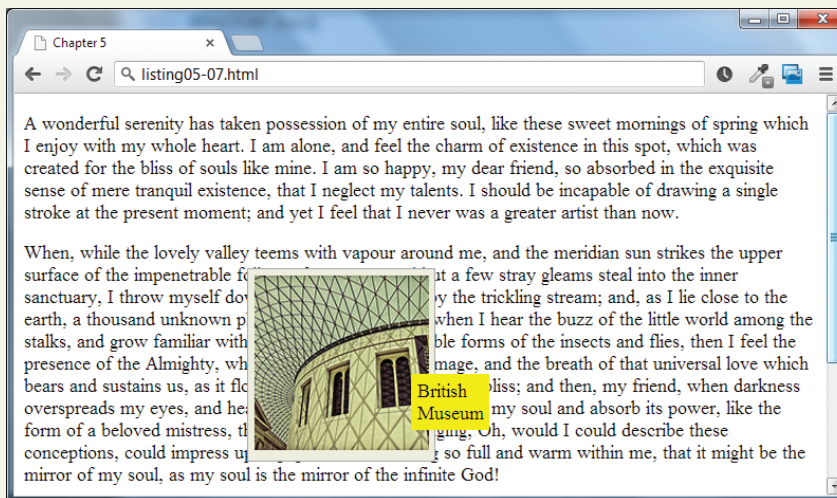 Chapter 5
listing05-07.html
A wonderful serenity has taken possession of my entire soul, like these sweet mornings of spring which
I enjoy with my whole heart. I am alone, and feel the charm of existence in this spot, which was
created for the bliss of souls like mine. I am so happy, my dear friend, so absorbed in the exquisite
sense of mere tranquil existence, that I neglect my talents. I should be incapable of drawing a single
stroke at the present moment; and yet I feel that I never was a greater artist than now.
When, while the lovely valley teems with vapour around me, and the meridian sun strikes the upper
surface of the impenetrable a few stray gleams steal into the inner
sanctuary, I throw myself by the trickling stream; and, as I lie close to the
earth, a thousand unknown when I hear the buzz of the little world among the
stalks, and grow familiar with forms of the insects and flies, then I feel the
presence of the Almighty, and the breath of that universal love which
bears and sustains us, as it bliss; and then, my friend, when darkness
overspreads my eyes, and my soul and absorb its power, like the
form of a beloved mistress, Oh, would I could describe these
conceptions, could impress so full and warm within me, that it might be the
mirror of my soul, as my soul is the mirror of the infinite God!
British
Museum